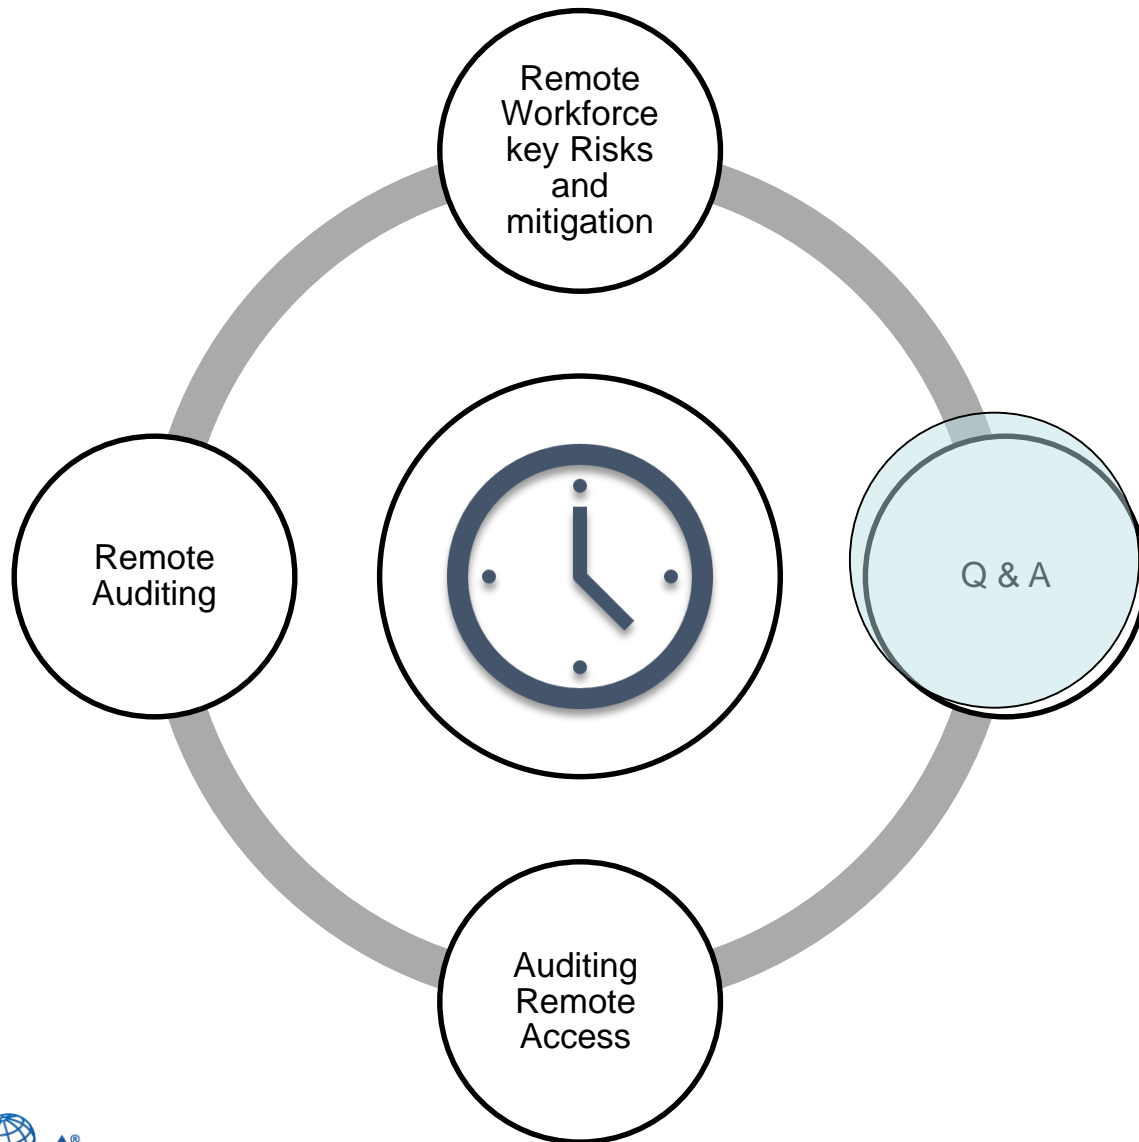 Remote
Workforce
key Risks
and
mitigation
Remote
Auditing
Q & A
Auditing
Remote
Access